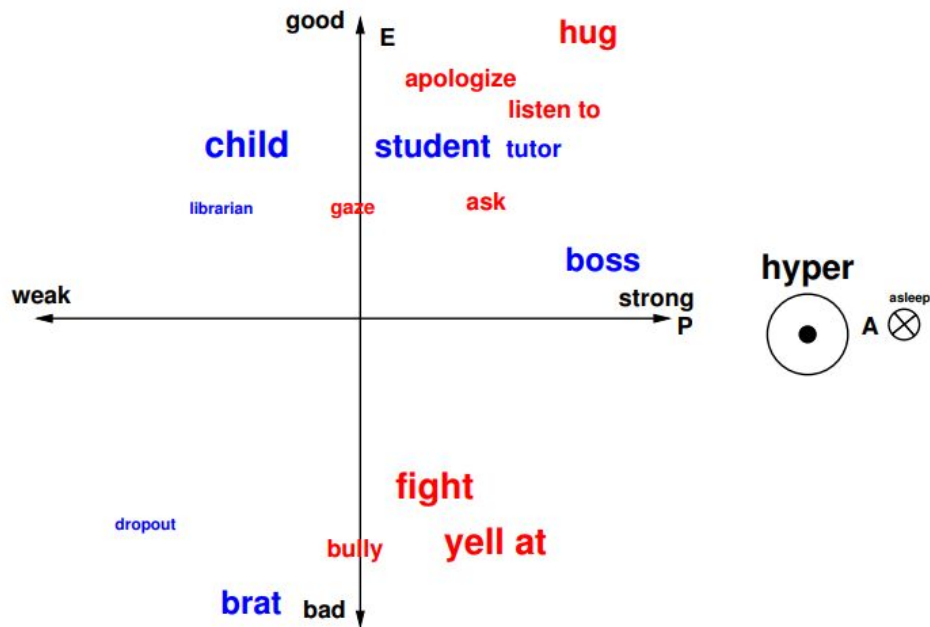 good
E
hug
apologize
listen to
child
student
tutor
librarian
gaze
ask
boss
hyper
weak
strong
asleep
P
A
fight
dropout
bully
yell at
brat
bad